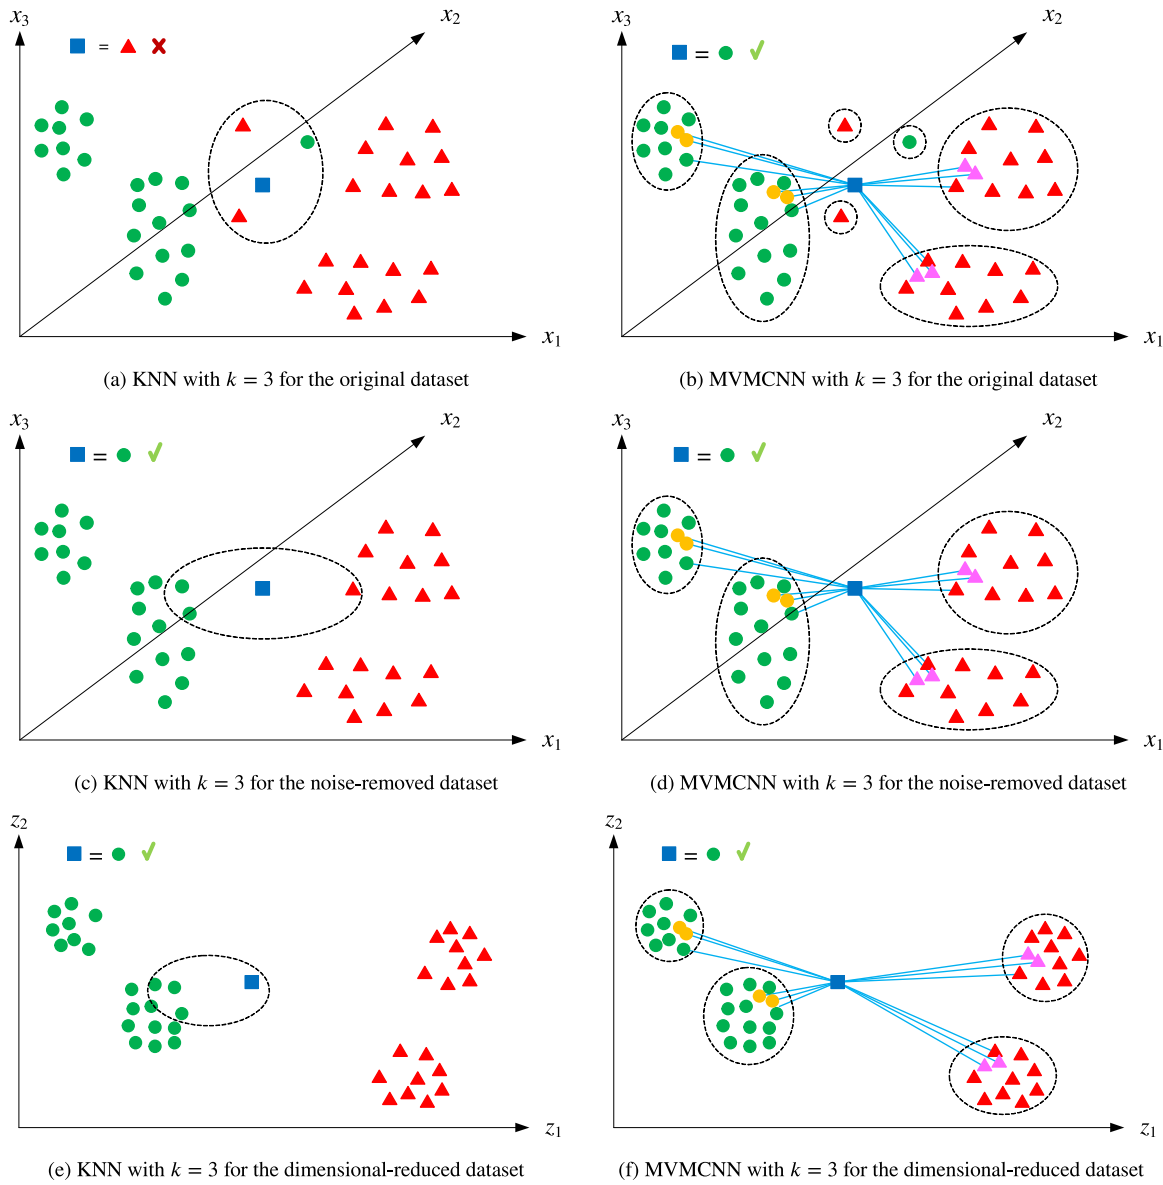 x₃
x₂
x₃
x₂
=
=
x₁
x₁
(a) KNN with k = 3 for the original dataset
(b) MVMCNN with k = 3 for the original dataset
x₃
x₂
x₃
x₂
=
=
x₁
x₁
(c) KNN with k = 3 for the noise-removed dataset
(d) MVMCNN with k = 3 for the noise-removed dataset
z₂
z₂
=
=
z₁
z₁
(e) KNN with k = 3 for the dimensional-reduced dataset
(f) MVMCNN with k = 3 for the dimensional-reduced dataset